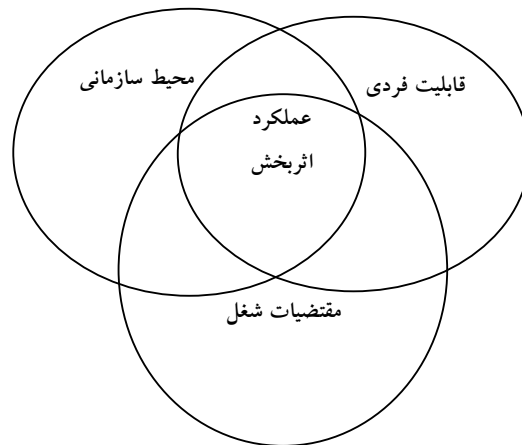 محیط سازمانی
قابلیت فردی
عملکرد
اثربخش
مقتضیات شغل